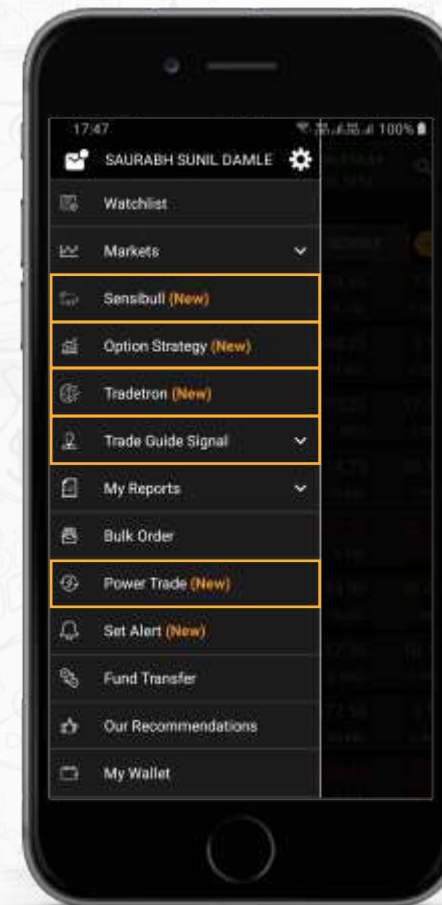 17:47
100%
SAURABH SUNIL DAMLE
Watchlist
Markets
Sensibull (New)
Option Strategy (New)
Tradetron (New)
Trade Guide Signal
My Reports
Bulk Order
Power Trade (New)
Set Alert (New)
Fund Transfer
Our Recommendations
My Wallet